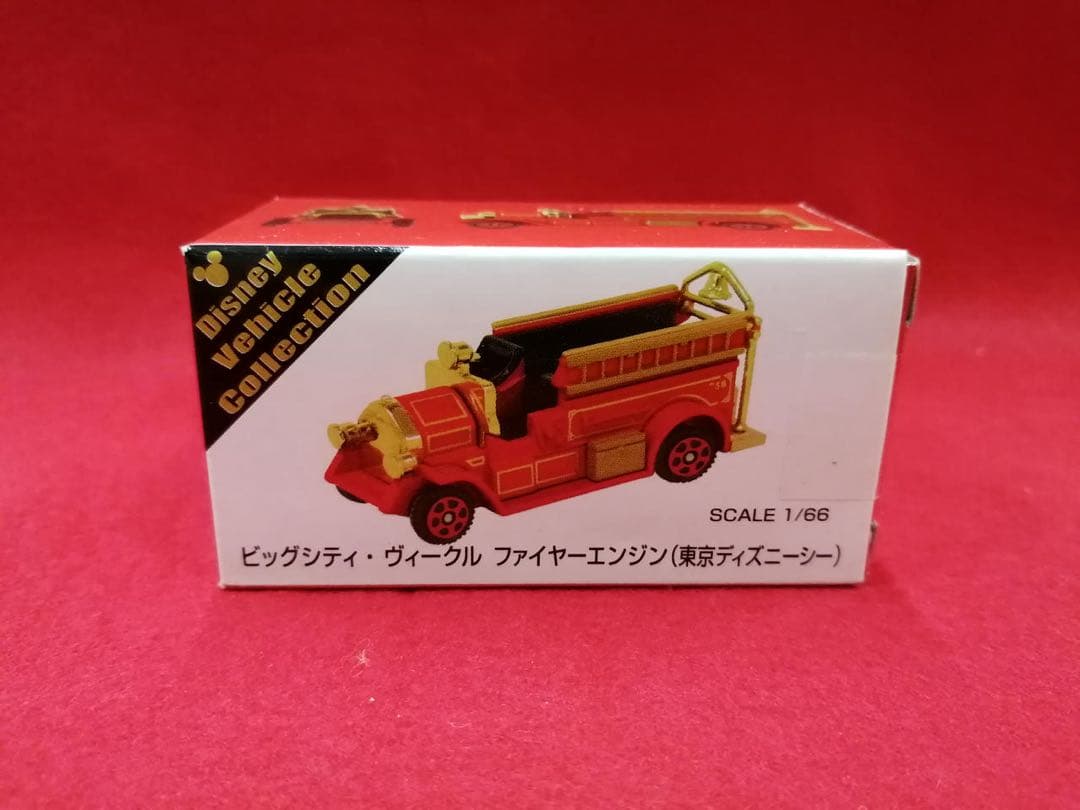 Disney
Vehicle
Collection
SCALE 1/66
ビッグシティ・ヴィークル ファイヤーエンジン(東京ディズニーシー)